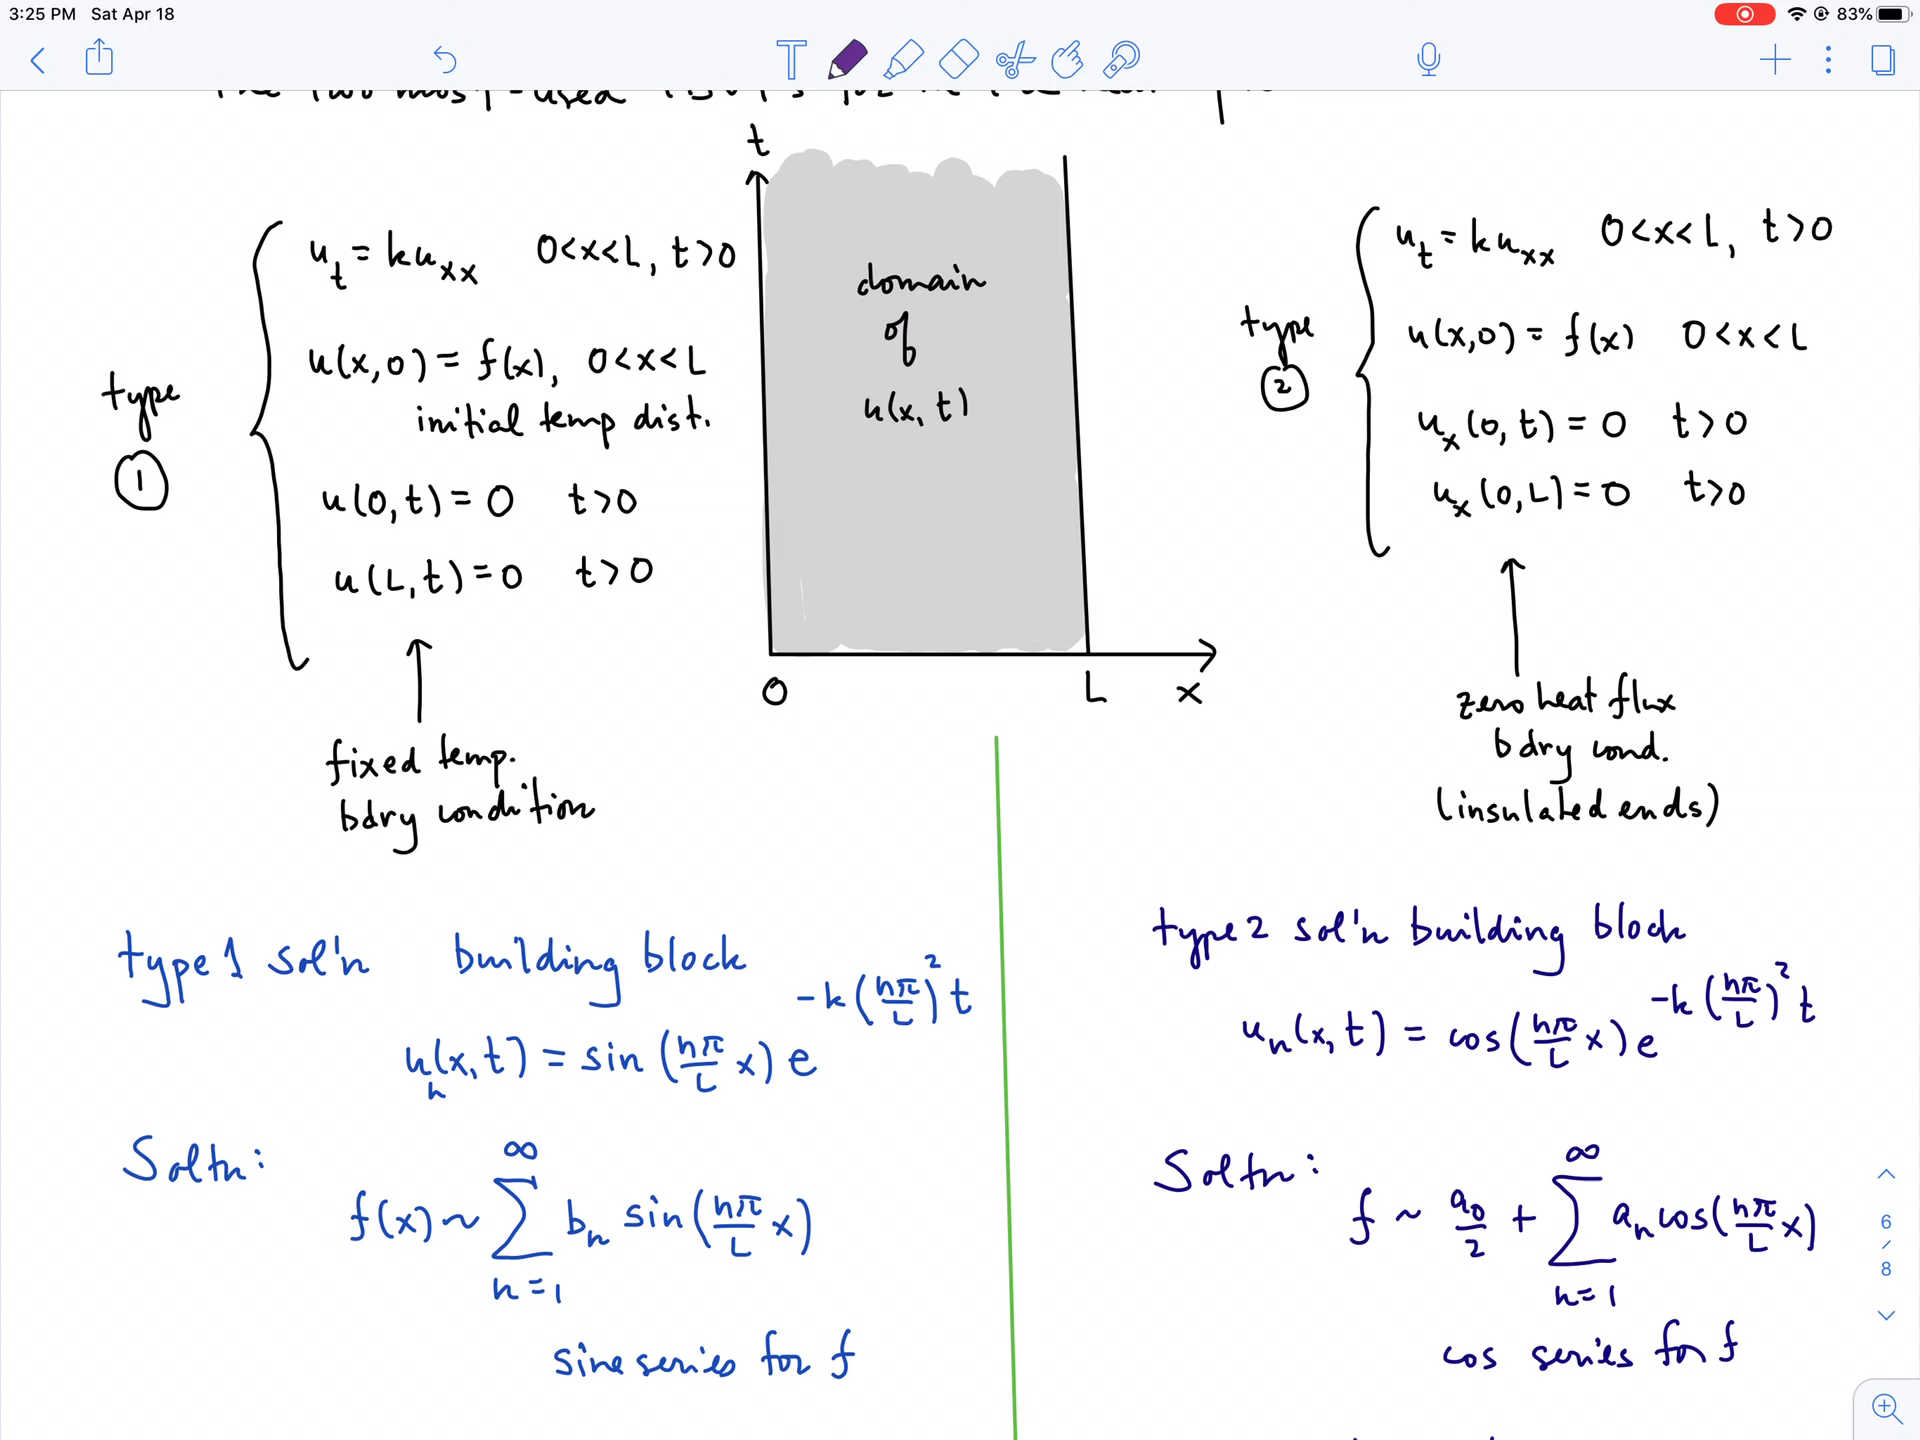 3:25 PM Sat Apr 18
83%
T
t
type
①
u_t = k u_xx 0<x<L, t>0
u(x,0) = f(x), 0<x<L
initial temp dist.
u(0,t) = 0 t>0
u(L,t) = 0 t>0
fixed temp.
bdry condition
domain
of
u(x,t)
0 L x
type
②
u_t = k u_xx 0<x<L, t>0
u(x,0) = f(x) 0<x<L
u_x(0,t) = 0 t>0
u_x(0,L) = 0 t>0
zero heat flux
bdry cond.
(insulated ends)
type 1 sol'n building block
u_n(x,t) = sin(nπ/L x) e^{-k(nπ/L)^2 t}
Soltn:
f(x) ~ ∑_{n=1}^{∞} b_n sin(nπ/L x)
sine series for f
type 2 sol'n building block
u_n(x,t) = cos(nπ/L x) e^{-k(nπ/L)^2 t}
Soltn:
f ~ a_0/2 + ∑_{n=1}^{∞} a_n cos(nπ/L x)
cos series for f
6
/
8